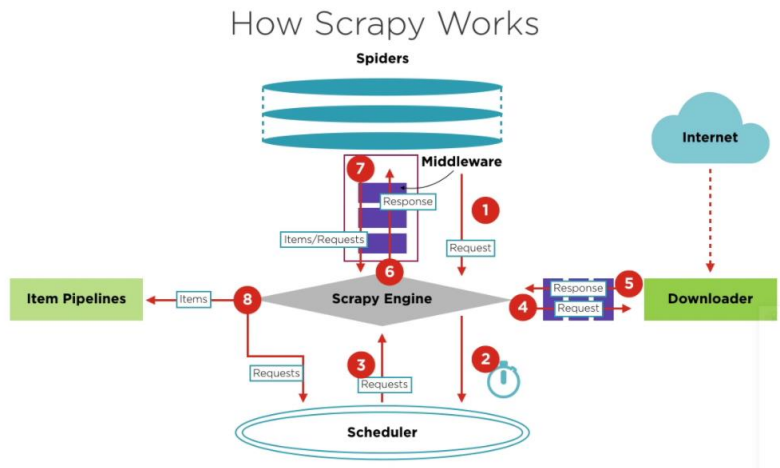 How Scrapy Works
Spiders
Internet
7
Middleware
Response
1
Items/Requests
Request
6
5
Item Pipelines
Items
8
Scrapy Engine
Response
4
Request
Downloader
3
2
Requests
Requests
Scheduler